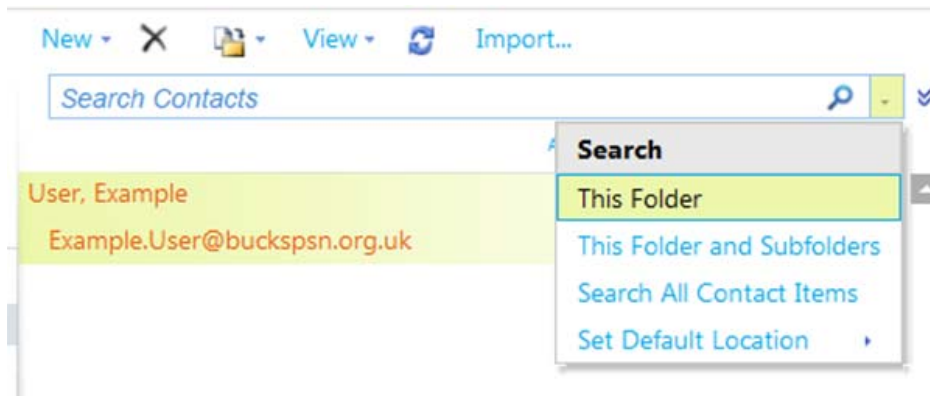 New View Import...
Search Contacts
A
Search
User, Example
This Folder
Example.User@buckspsn.org.uk
This Folder and Subfolders
Search All Contact Items
Set Default Location